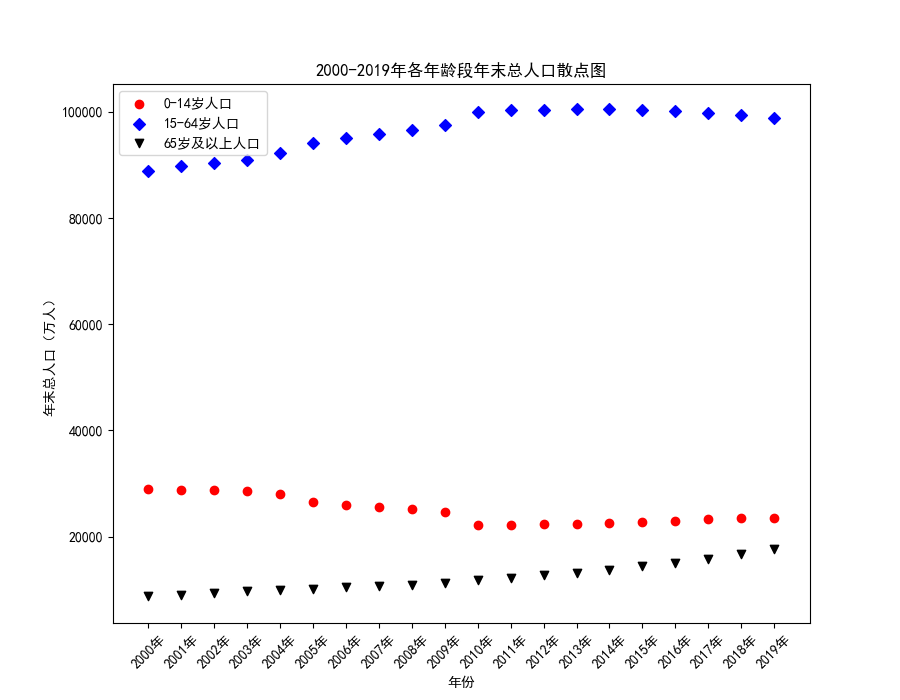 2000-2019年各年龄段年末总人口散点图
0-14岁人口
15-64岁人口
65岁及以上人口
100000
80000
60000
40000
20000
年末总人口（万人）
2000年
2001年
2002年
2003年
2004年
2005年
2006年
2007年
2008年
2009年
2010年
2011年
2012年
2013年
2014年
2015年
2016年
2017年
2018年
2019年
年份